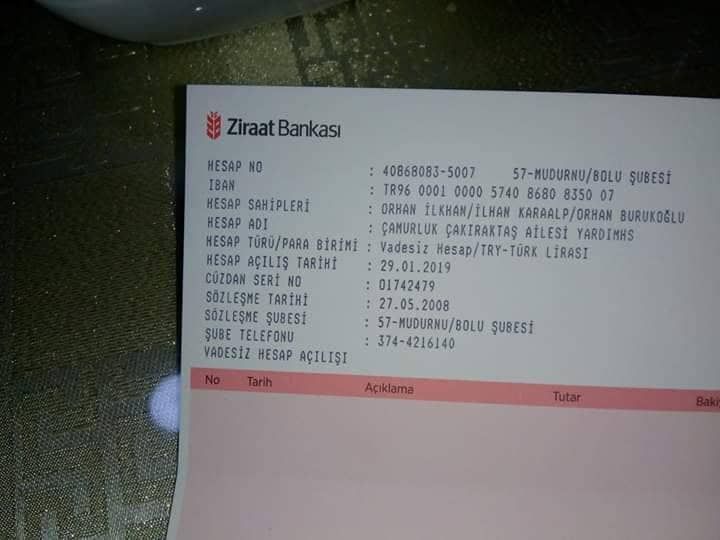 Ziraat Bankası
HESAP NO : 40868083-5007 57-MUDURNU/BOLU ŞUBESİ
IBAN : TR96 0001 0000 5740 8680 8350 07
HESAP SAHİPLERİ : ORHAN İLKHAN/İLHAN KARAALP/ORHAN BURUKOĞLU
HESAP ADI : ÇAMURLUK ÇAKIRAKTAŞ AİLESİ YARDIMHS
HESAP TÜRÜ/PARA BİRİMİ : Vadesiz Hesap/TRY-TÜRK LİRASI
HESAP AÇILIŞ TARİHİ : 29.01.2019
CÜZDAN SERİ NO : 01742479
SÖZLEŞME TARİHİ : 27.05.2008
SÖZLEŞME ŞUBESİ : 57-MUDURNU/BOLU ŞUBESİ
ŞUBE TELEFONU : 374-4216140
VADESİZ HESAP AÇILIŞI
No Tarih Açıklama Tutar Baki